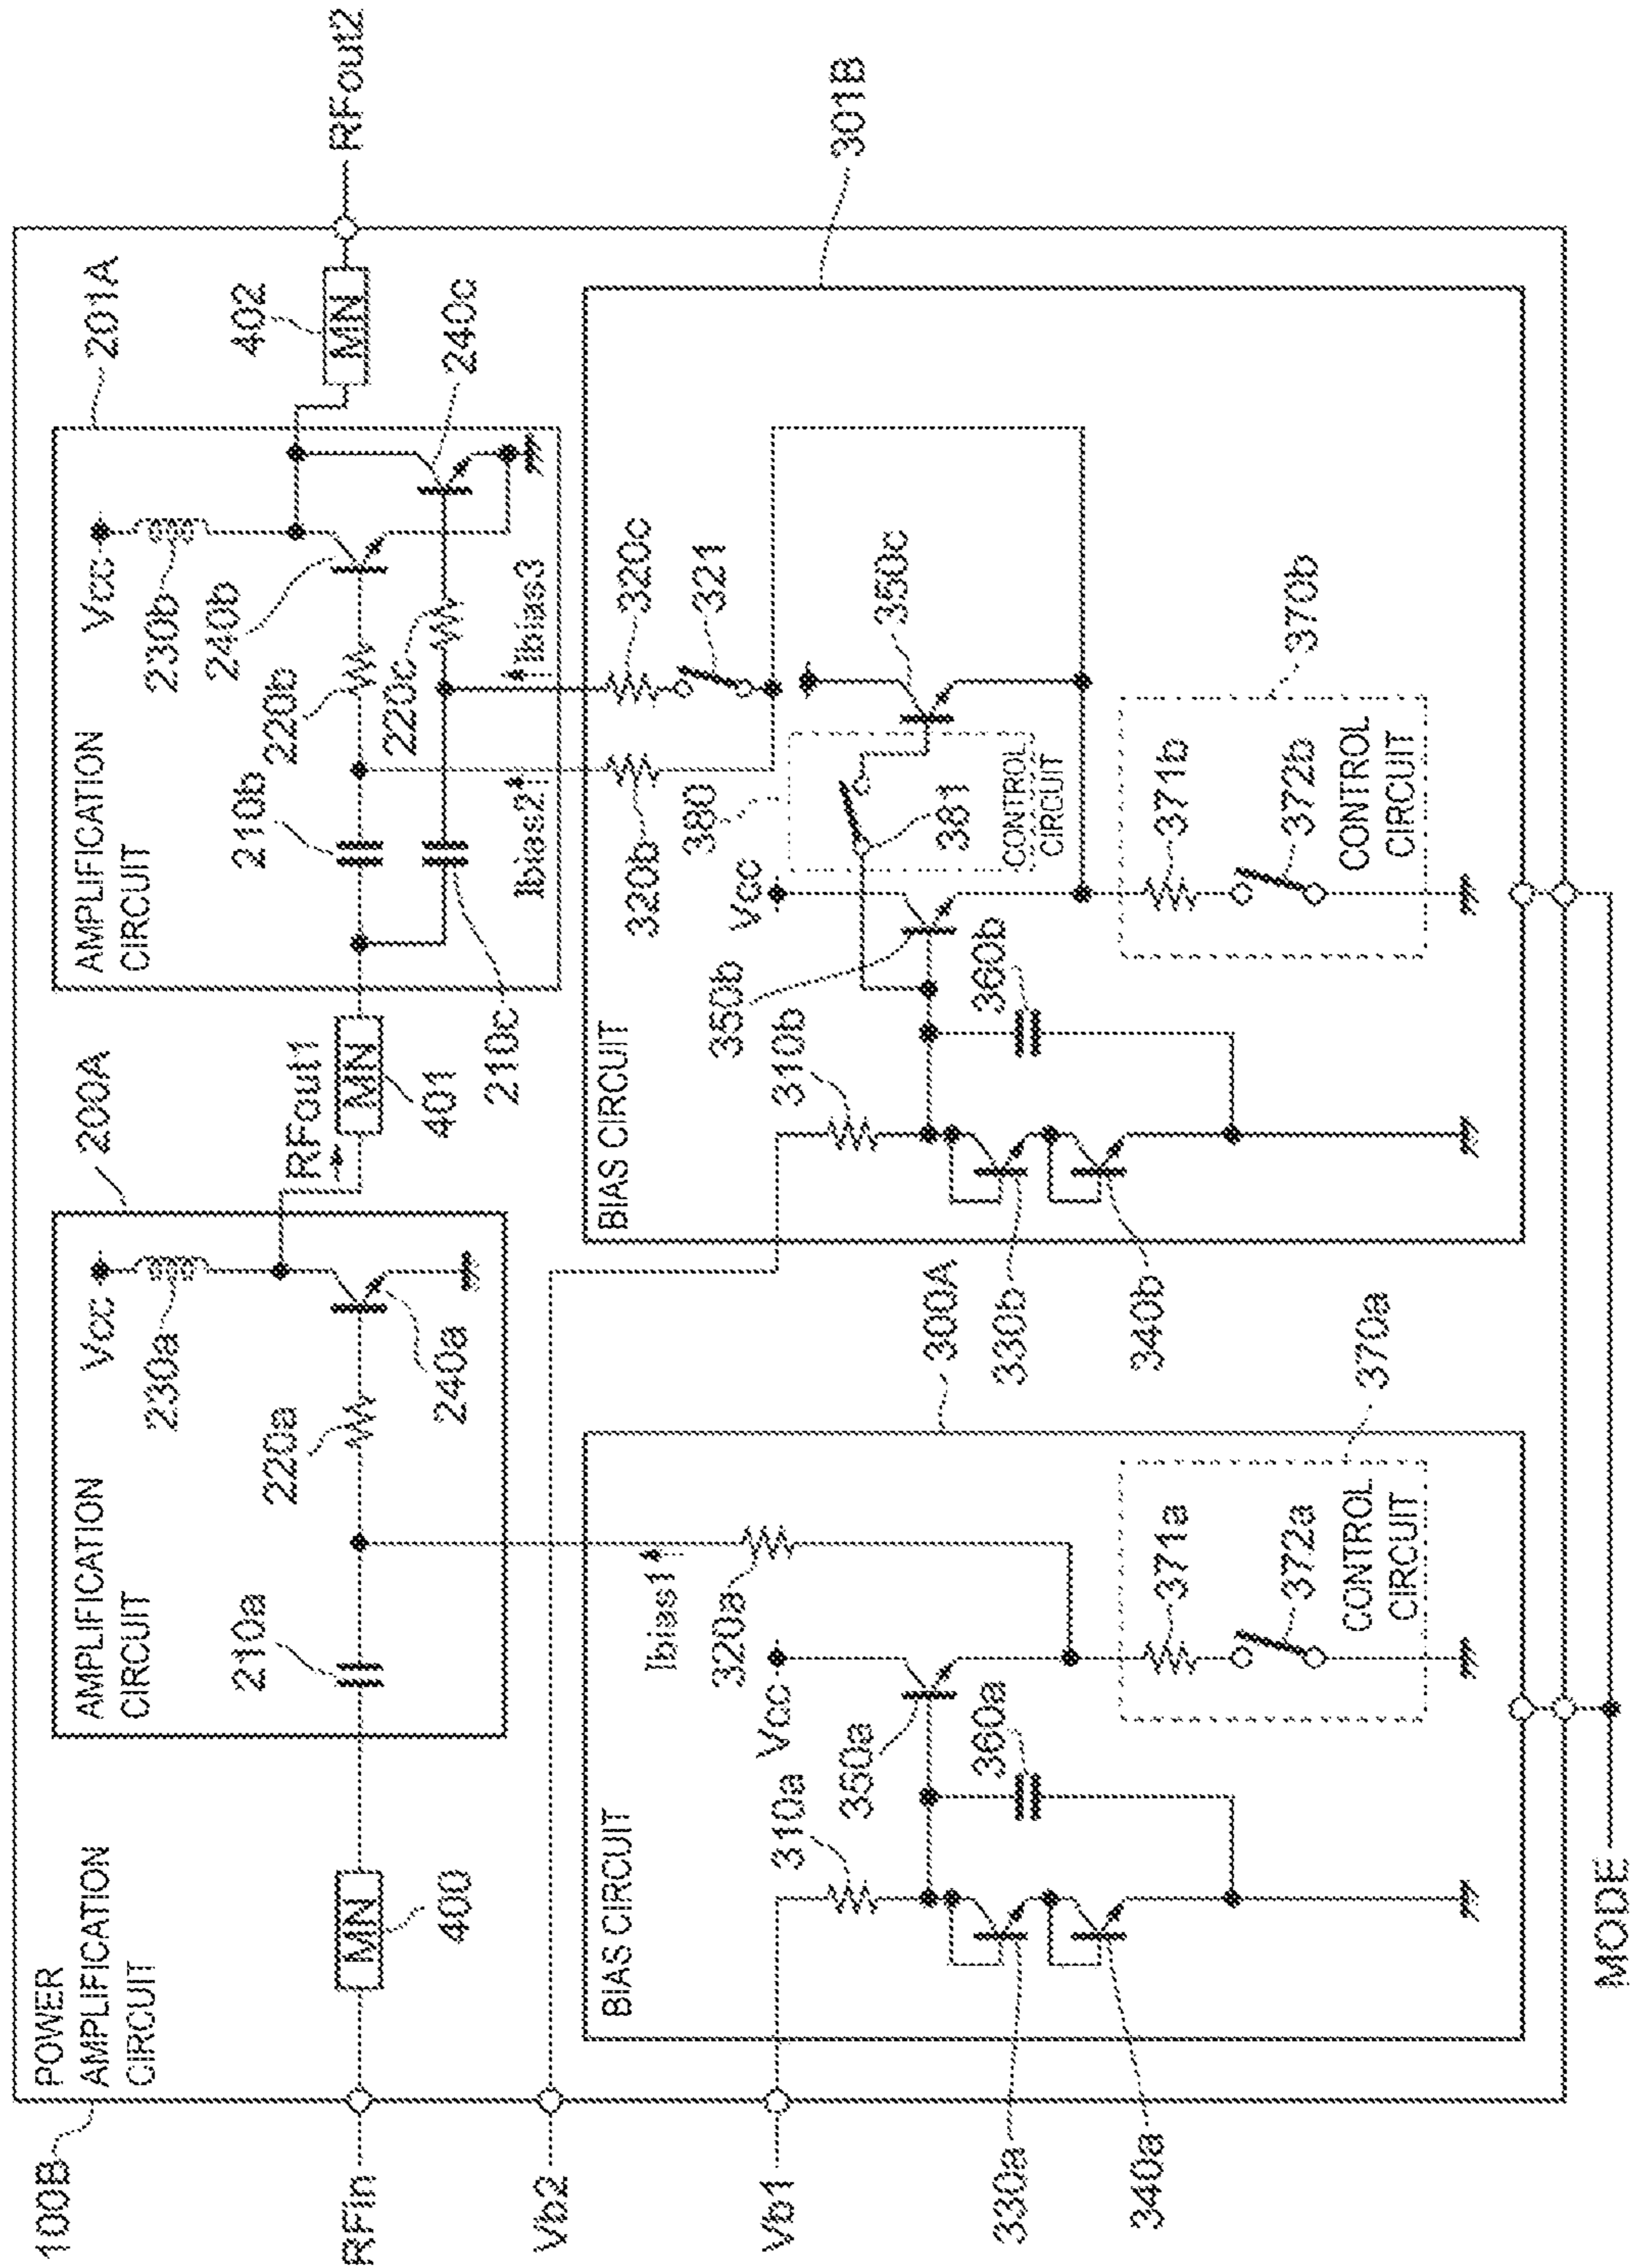 100B
POWER
AMPLIFICATION
CIRCUIT
RFin
MN
400
AMPLIFICATION
CIRCUIT
200A
210a
220a
Vcc
230a
240a
RFout1
MN
401
AMPLIFICATION
CIRCUIT
201A
210b
210c
220b
220c
Vcc
230b
240b
240c
Ibias2
Ibias3
402
MN
RFout2
Vb2
Vb1
BIAS CIRCUIT
300A
310a
330a
340a
Vcc
350a
360a
Ibias1
320a
370a
371a
372a
CONTROL
CIRCUIT
BIAS CIRCUIT
301B
310b
330b
340b
Vcc
350b
360b
320b
320c
321
380
381
CONTROL
CIRCUIT
350c
370b
371b
372b
CONTROL
CIRCUIT
MODE